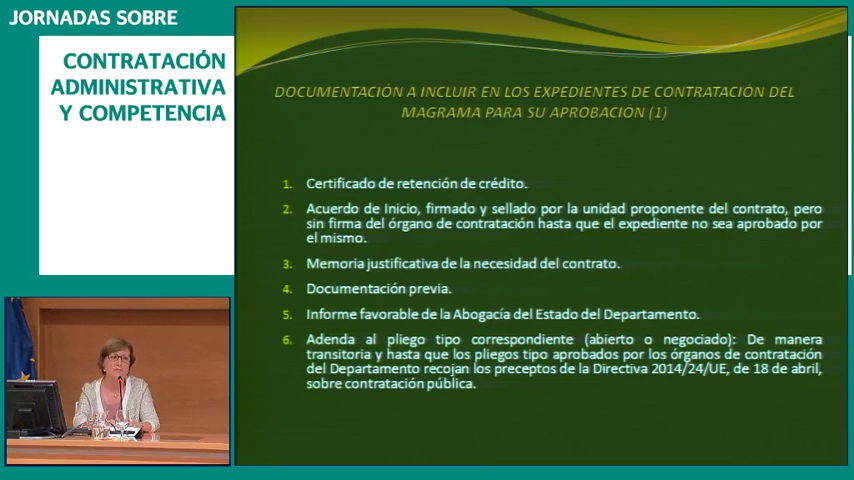 JORNADAS SOBRE
CONTRATACIÓN
ADMINISTRATIVA
Y COMPETENCIA
DOCUMENTACIÓN A INCLUIR EN LOS EXPEDIENTES DE CONTRATACIÓN DEL
MAGRAMA PARA SU APROBACIÓN (1)
1. Certificado de retención de crédito.
2. Acuerdo de Inicio, firmado y sellado por la unidad proponente del contrato, pero
sin firma del órgano de contratación hasta que el expediente no sea aprobado por
el mismo.
3. Memoria justificativa de la necesidad del contrato.
4. Documentación previa.
5. Informe favorable de la Abogacía del Estado del Departamento.
6. Adenda al pliego tipo correspondiente (abierto o negociado): De manera
transitoria y hasta que los pliegos tipo aprobados por los órganos de contratación
del Departamento recojan los preceptos de la Directiva 2014/24/UE, de 18 de abril,
sobre contratación pública.